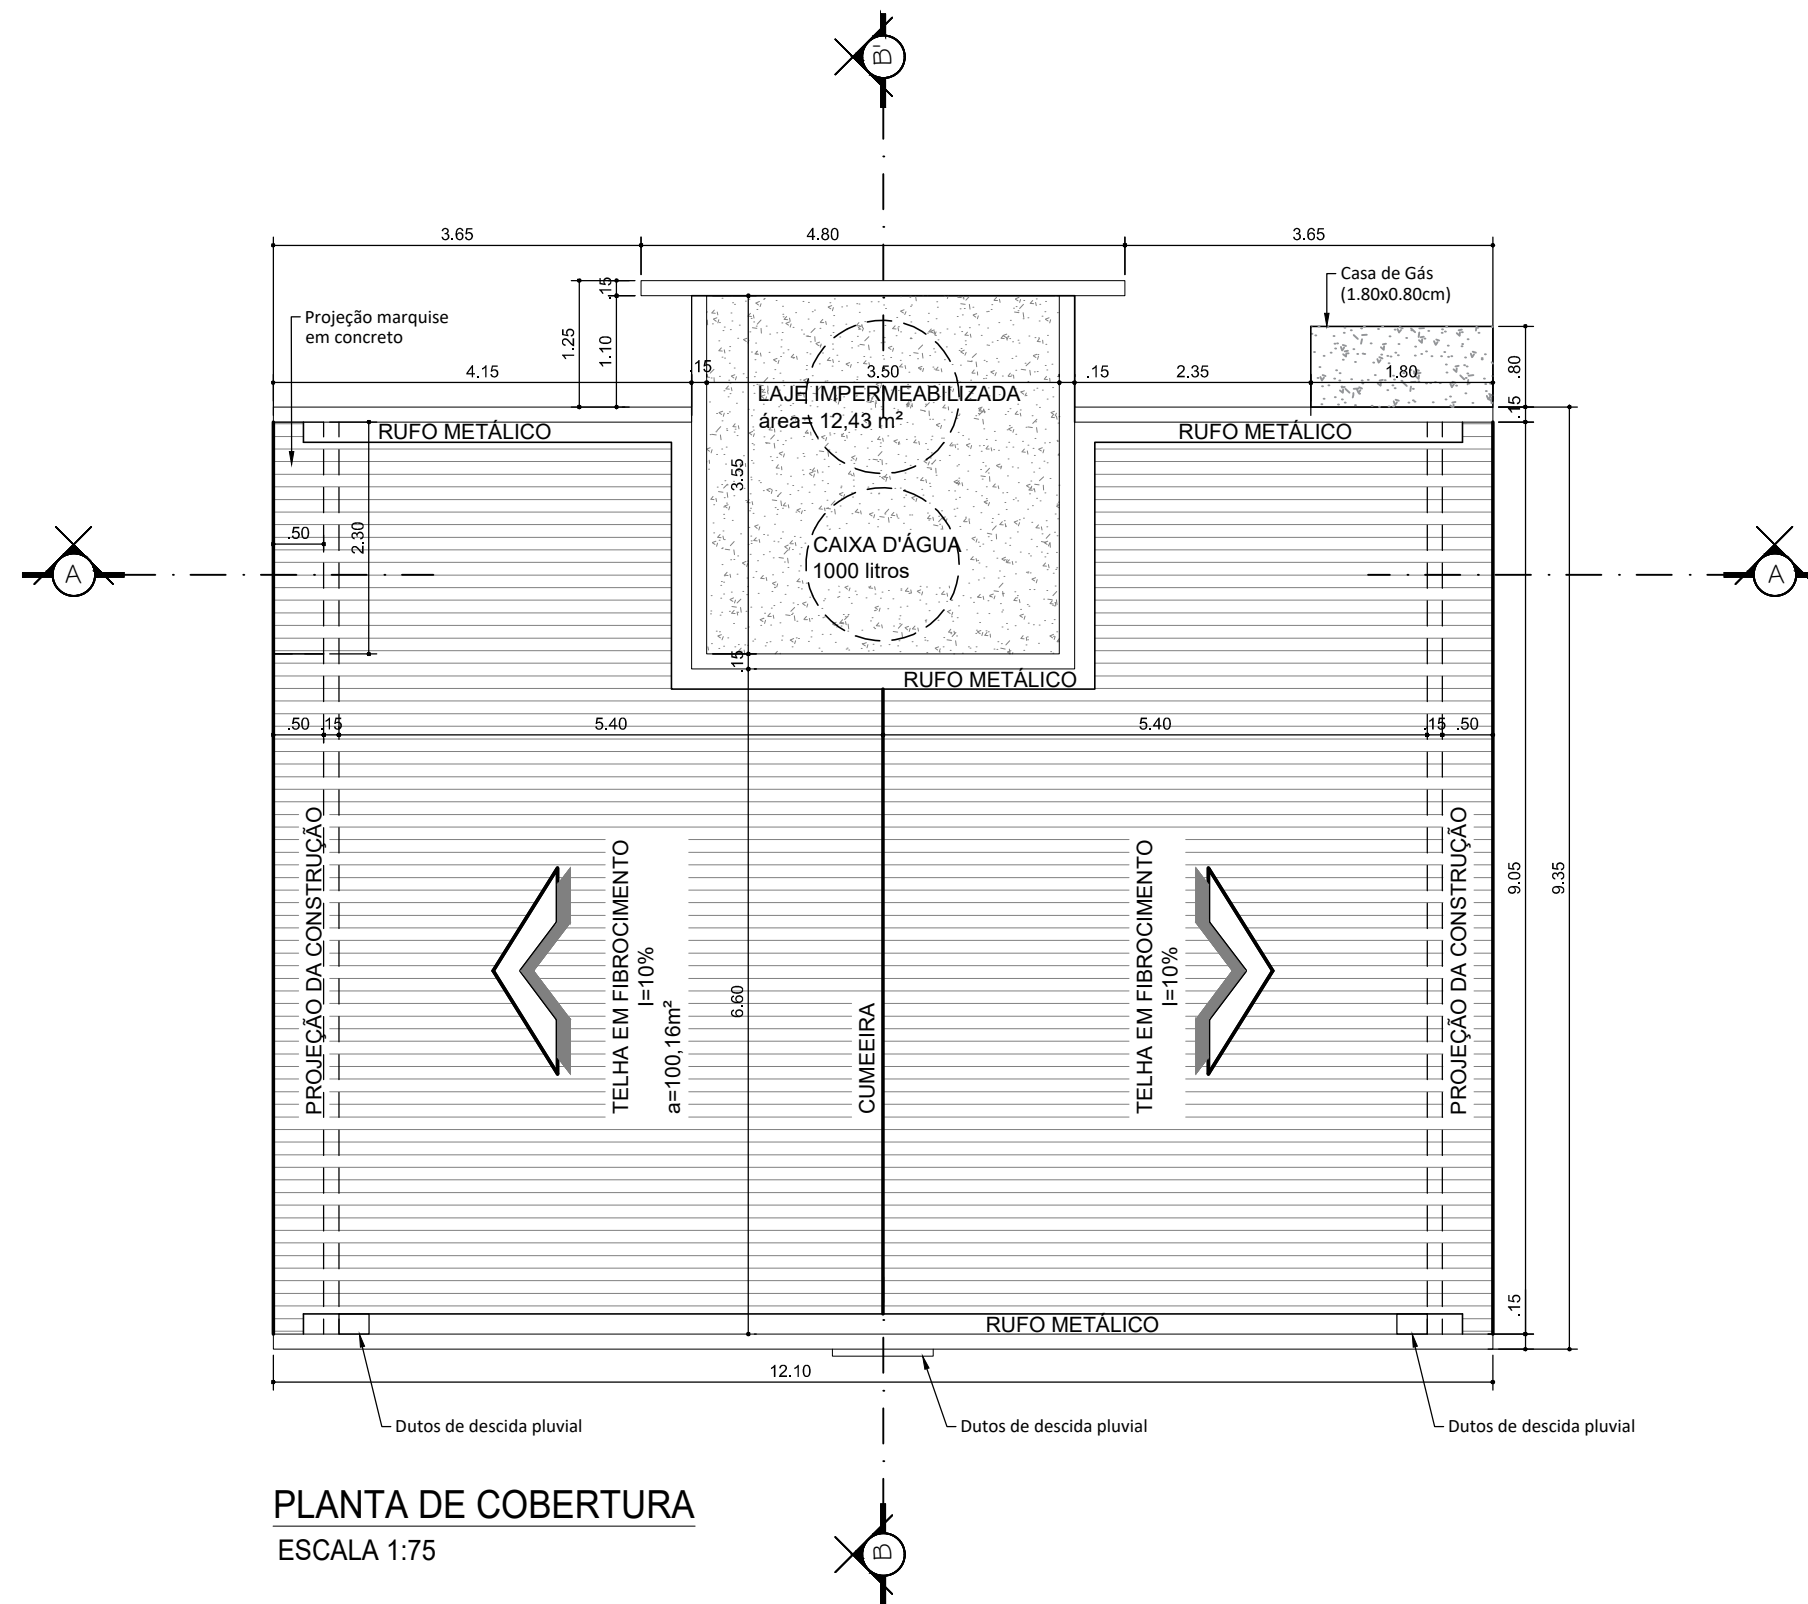 B'
3.65
4.80
3.65
Casa de Gás
(1.80x0.80cm)
Projeção marquise
em concreto
.15
1.25
1.10
.80
4.15
.15
3.50
.15
2.35
1.80
LAJE IMPERMEABILIZADA
área= 12,43 m²
.15
RUFO METÁLICO
RUFO METÁLICO
3.55
.50
2.30
CAIXA D'ÁGUA
1000 litros
A
A
.15
RUFO METÁLICO
.50
.15
5.40
5.40
.15
.50
PROJEÇÃO DA CONSTRUÇÃO
TELHA EM FIBROCIMENTO
I=10%
a=100,16m²
6.60
CUMEEIRA
TELHA EM FIBROCIMENTO
I=10%
PROJEÇÃO DA CONSTRUÇÃO
9.05
9.35
.15
RUFO METÁLICO
12.10
Dutos de descida pluvial
Dutos de descida pluvial
Dutos de descida pluvial
PLANTA DE COBERTURA
ESCALA 1:75
B